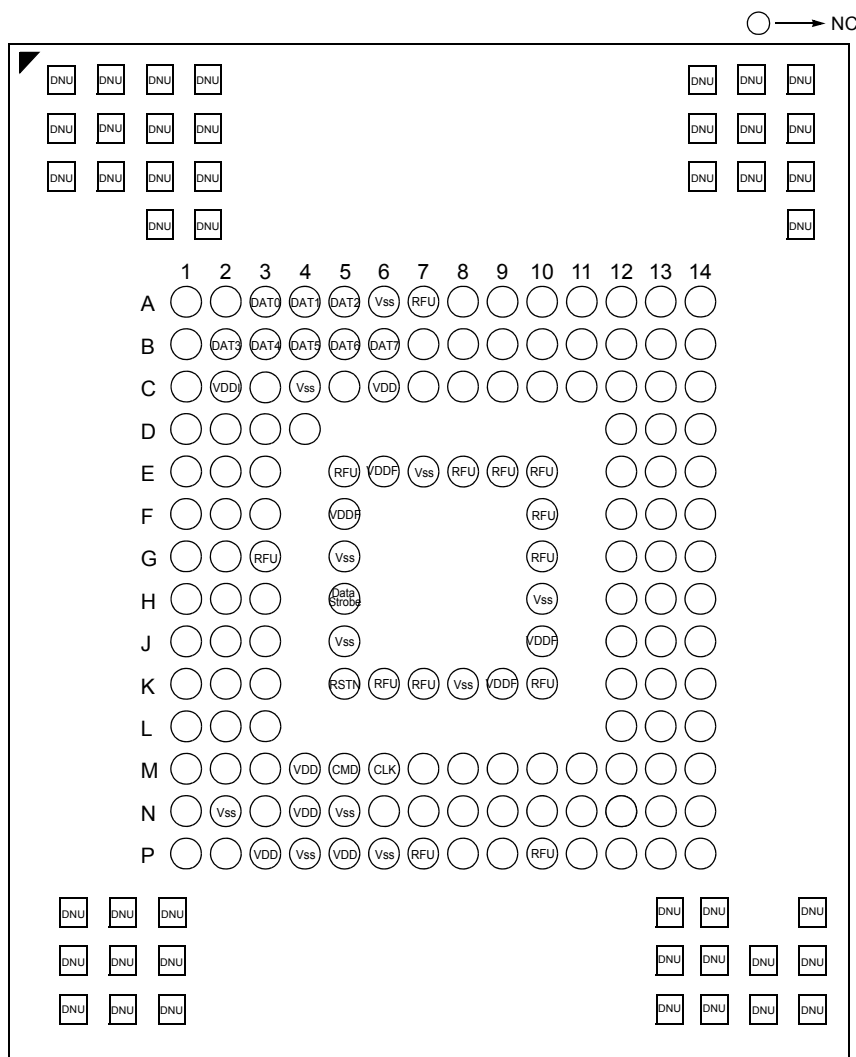 NC
DNU DNU DNU DNU DNU DNU DNU
DNU DNU DNU DNU DNU DNU DNU
DNU DNU DNU DNU DNU DNU DNU
DNU DNU DNU
1 2 3 4 5 6 7 8 9 10 11 12 13 14
A DAT0 DAT1 DAT2 Vss RFU
B DAT3 DAT4 DAT5 DAT6 DAT7
C VDDI Vss VDD
D
E RFU VDDF Vss RFU RFU RFU
F VDDF RFU
G RFU Vss RFU
H Data Strobe Vss
J Vss VDDF
K RSTN RFU RFU Vss VDDF RFU
L
M VDD CMD CLK
N Vss VDD Vss
P VDD Vss VDD Vss RFU RFU
DNU DNU DNU DNU DNU DNU
DNU DNU DNU DNU DNU DNU DNU
DNU DNU DNU DNU DNU DNU DNU